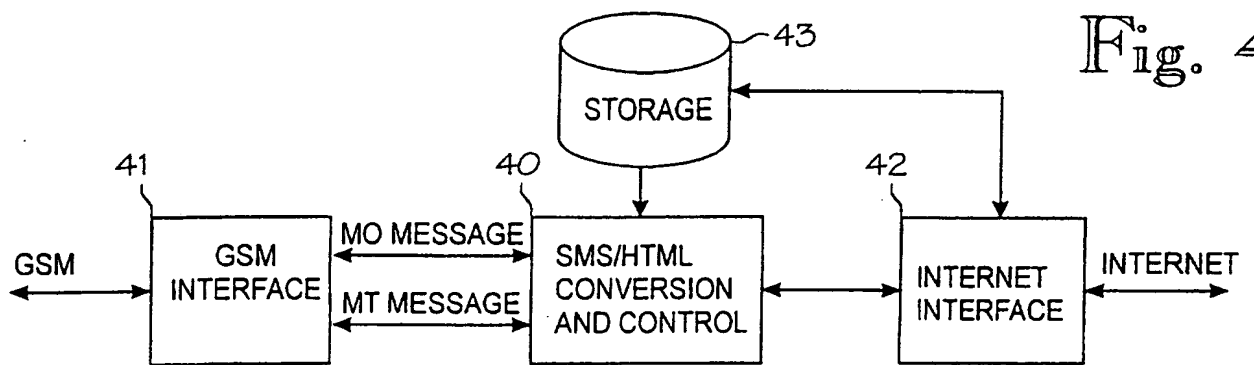 Fig. 4
43
STORAGE
41
40
42
GSM
GSM
INTERFACE
MO MESSAGE
MT MESSAGE
SMS/HTML
CONVERSION
AND CONTROL
INTERNET
INTERFACE
INTERNET